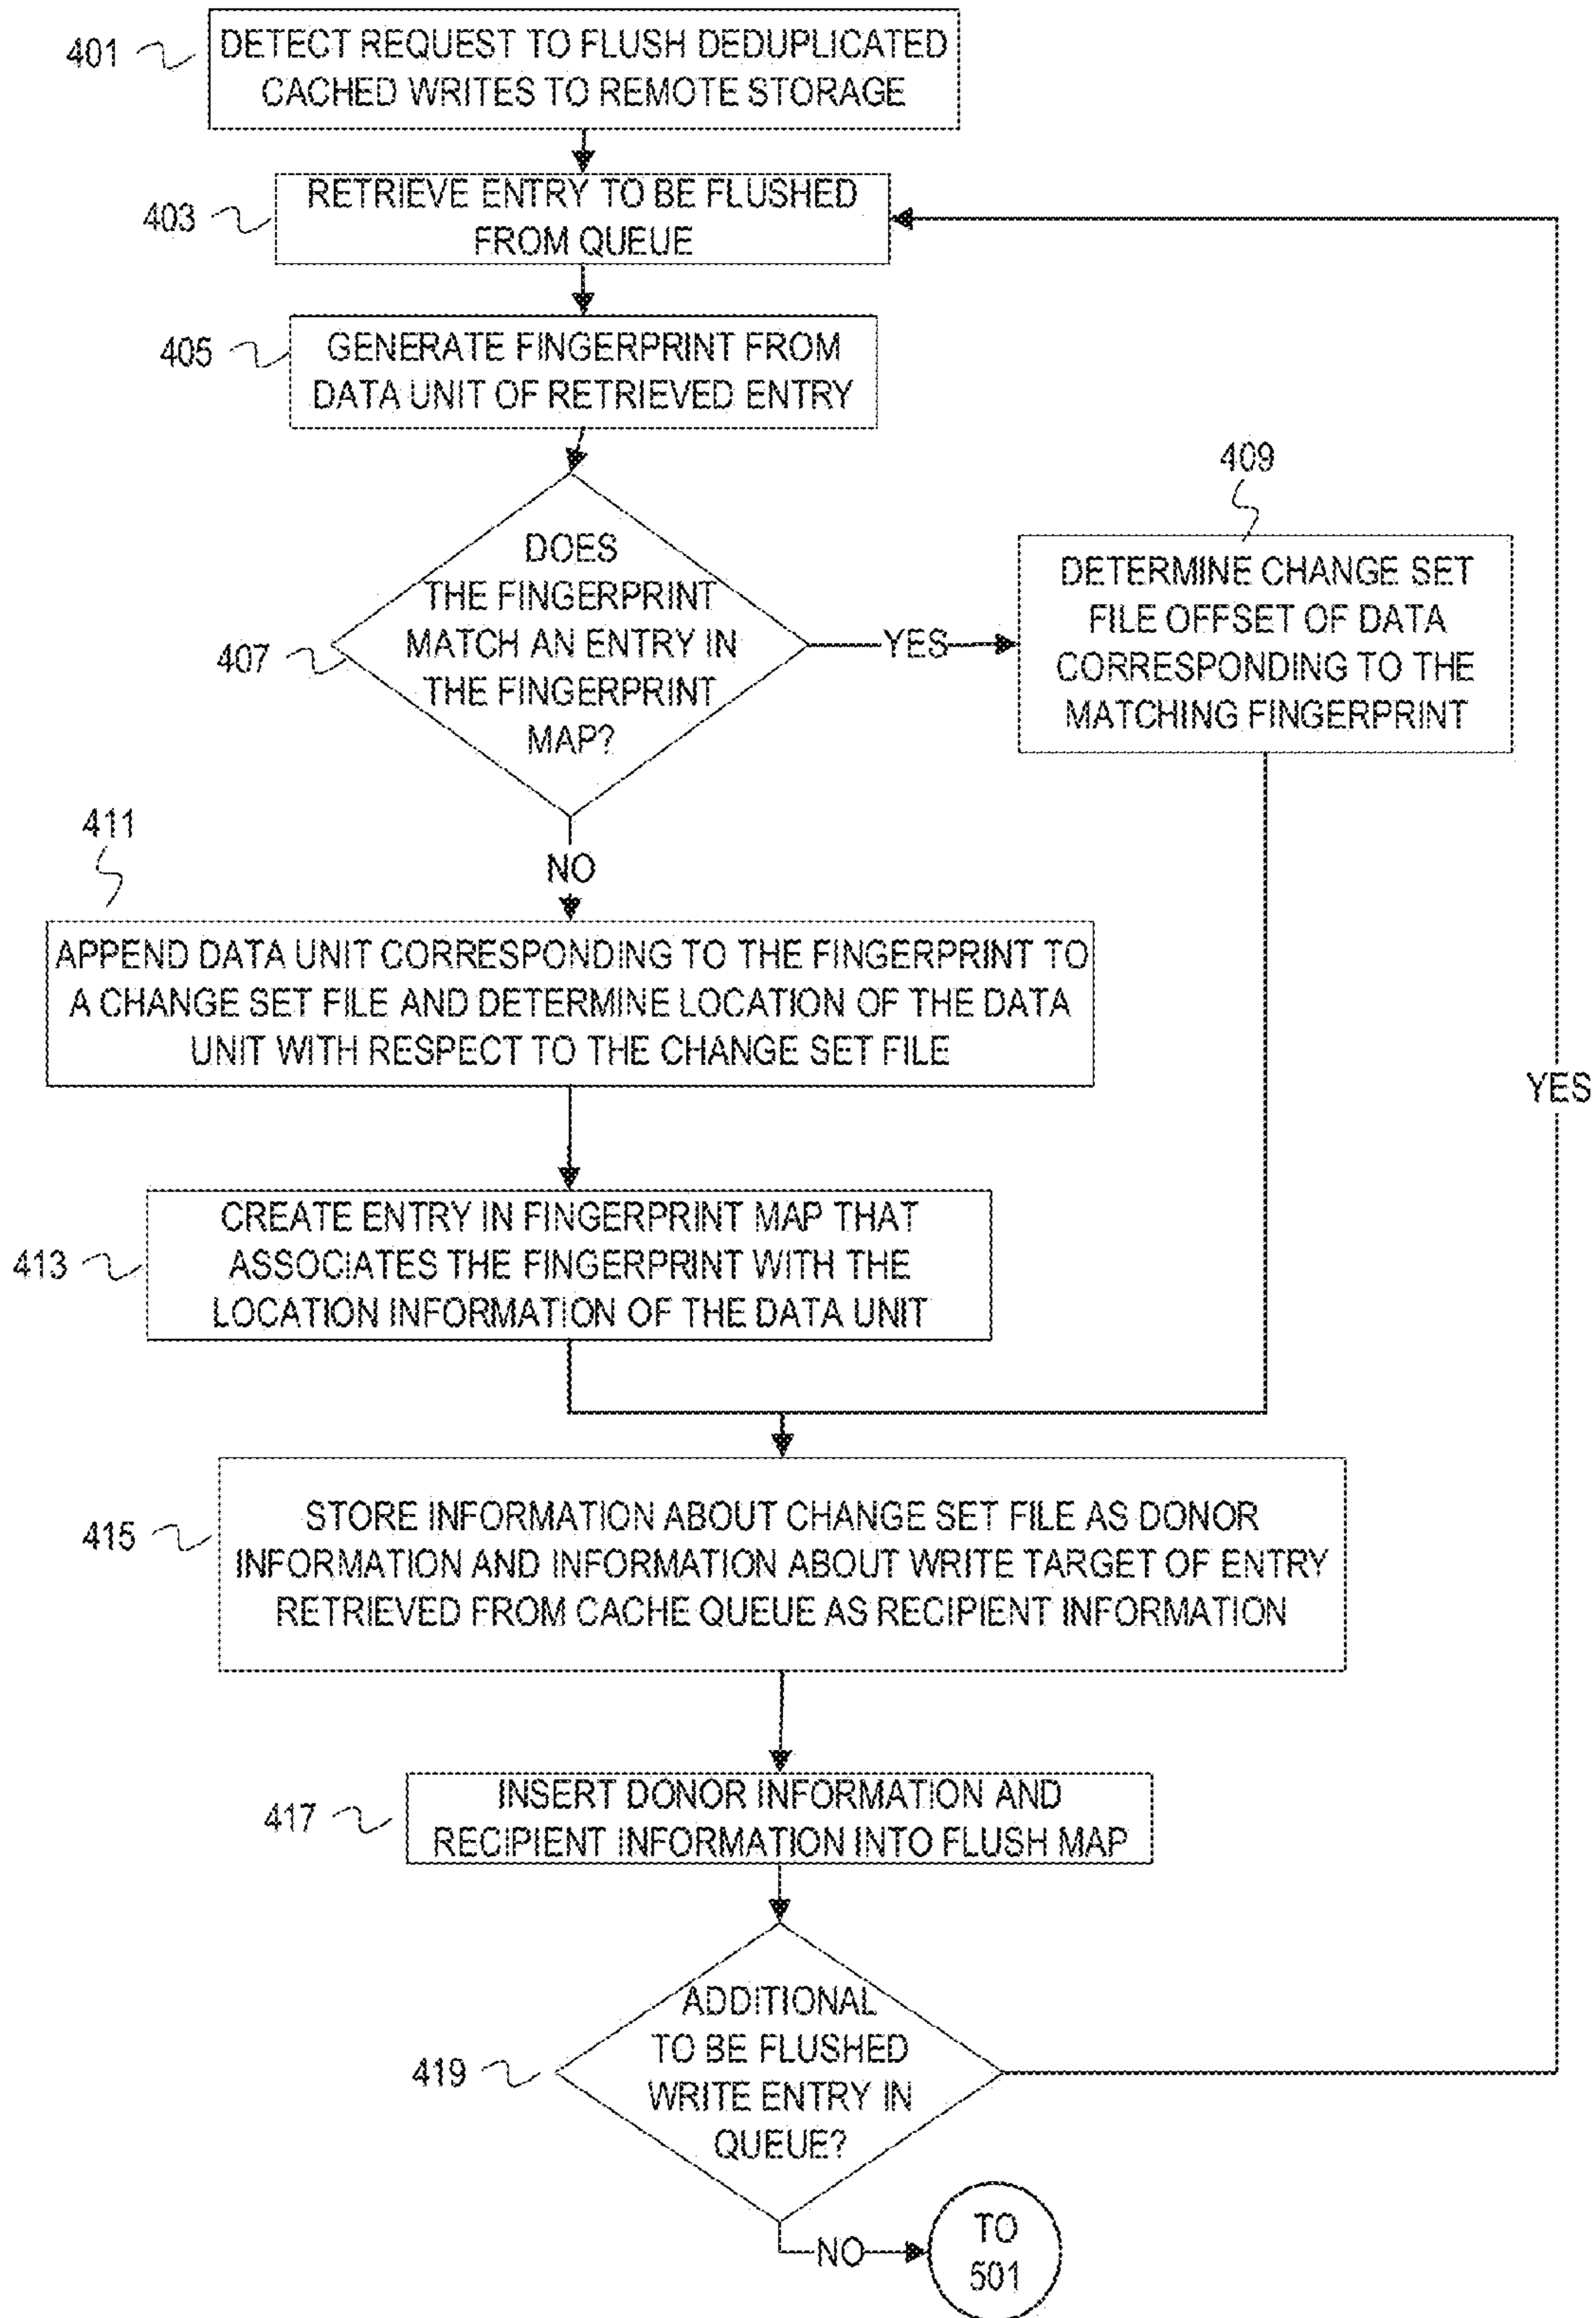 401
DETECT REQUEST TO FLUSH DEDUPLICATED
CACHED WRITES TO REMOTE STORAGE
403
RETRIEVE ENTRY TO BE FLUSHED
FROM QUEUE
405
GENERATE FINGERPRINT FROM
DATA UNIT OF RETRIEVED ENTRY
407
DOES
THE FINGERPRINT
MATCH AN ENTRY IN
THE FINGERPRINT
MAP?
YES
409
DETERMINE CHANGE SET
FILE OFFSET OF DATA
CORRESPONDING TO THE
MATCHING FINGERPRINT
NO
411
APPEND DATA UNIT CORRESPONDING TO THE FINGERPRINT TO
A CHANGE SET FILE AND DETERMINE LOCATION OF THE DATA
UNIT WITH RESPECT TO THE CHANGE SET FILE
YES
413
CREATE ENTRY IN FINGERPRINT MAP THAT
ASSOCIATES THE FINGERPRINT WITH THE
LOCATION INFORMATION OF THE DATA UNIT
415
STORE INFORMATION ABOUT CHANGE SET FILE AS DONOR
INFORMATION AND INFORMATION ABOUT WRITE TARGET OF ENTRY
RETRIEVED FROM CACHE QUEUE AS RECIPIENT INFORMATION
417
INSERT DONOR INFORMATION AND
RECIPIENT INFORMATION INTO FLUSH MAP
419
ADDITIONAL
TO BE FLUSHED
WRITE ENTRY IN
QUEUE?
NO
TO
501